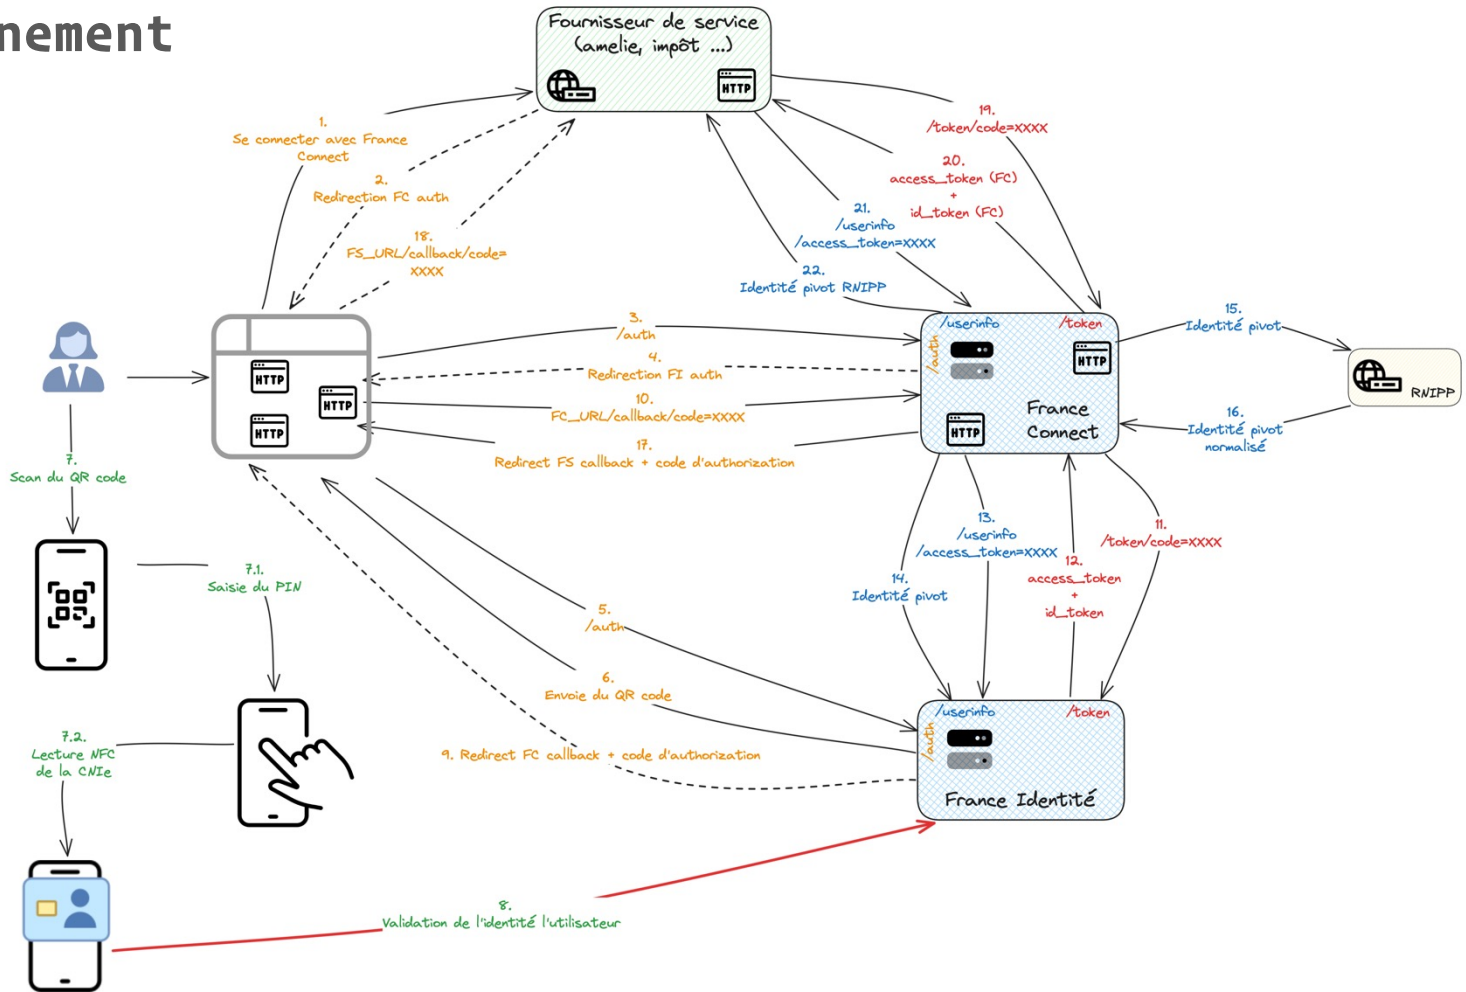 nement
Fournisseur de service
(amelie, impôt ...)
HTTP
1.
Se connecter avec France
Connect
2.
Redirection FC auth
18.
FS_URL/callback/code=
XXXX
19.
/token/code=XXXX
20.
access_token (FC)
+
id_token (FC)
21.
/userinfo
/access_token=XXXX
22.
Identité pivot RNIPP
HTTP
HTTP
HTTP
3.
/auth
4.
Redirection FI auth
10.
FC_URL/callback/code=XXXX
17.
Redirect FS callback + code d'authorization
/userinfo
/token
/auth
HTTP
HTTP
France
Connect
15.
Identité pivot
RNIPP
16.
Identité pivot
normalisé
7.
Scan du QR code
7.1.
Saisie du PIN
7.2.
Lecture NFC
de la CNIe
5.
/auth
6.
Envoie du QR code
9. Redirect FC callback + code d'authorization
13.
/userinfo
/access_token=XXXX
14.
Identité pivot
11.
/token/code=XXXX
12.
access_token
+
id_token
/userinfo
/token
/auth
France Identité
8.
Validation de l'identité l'utilisateur